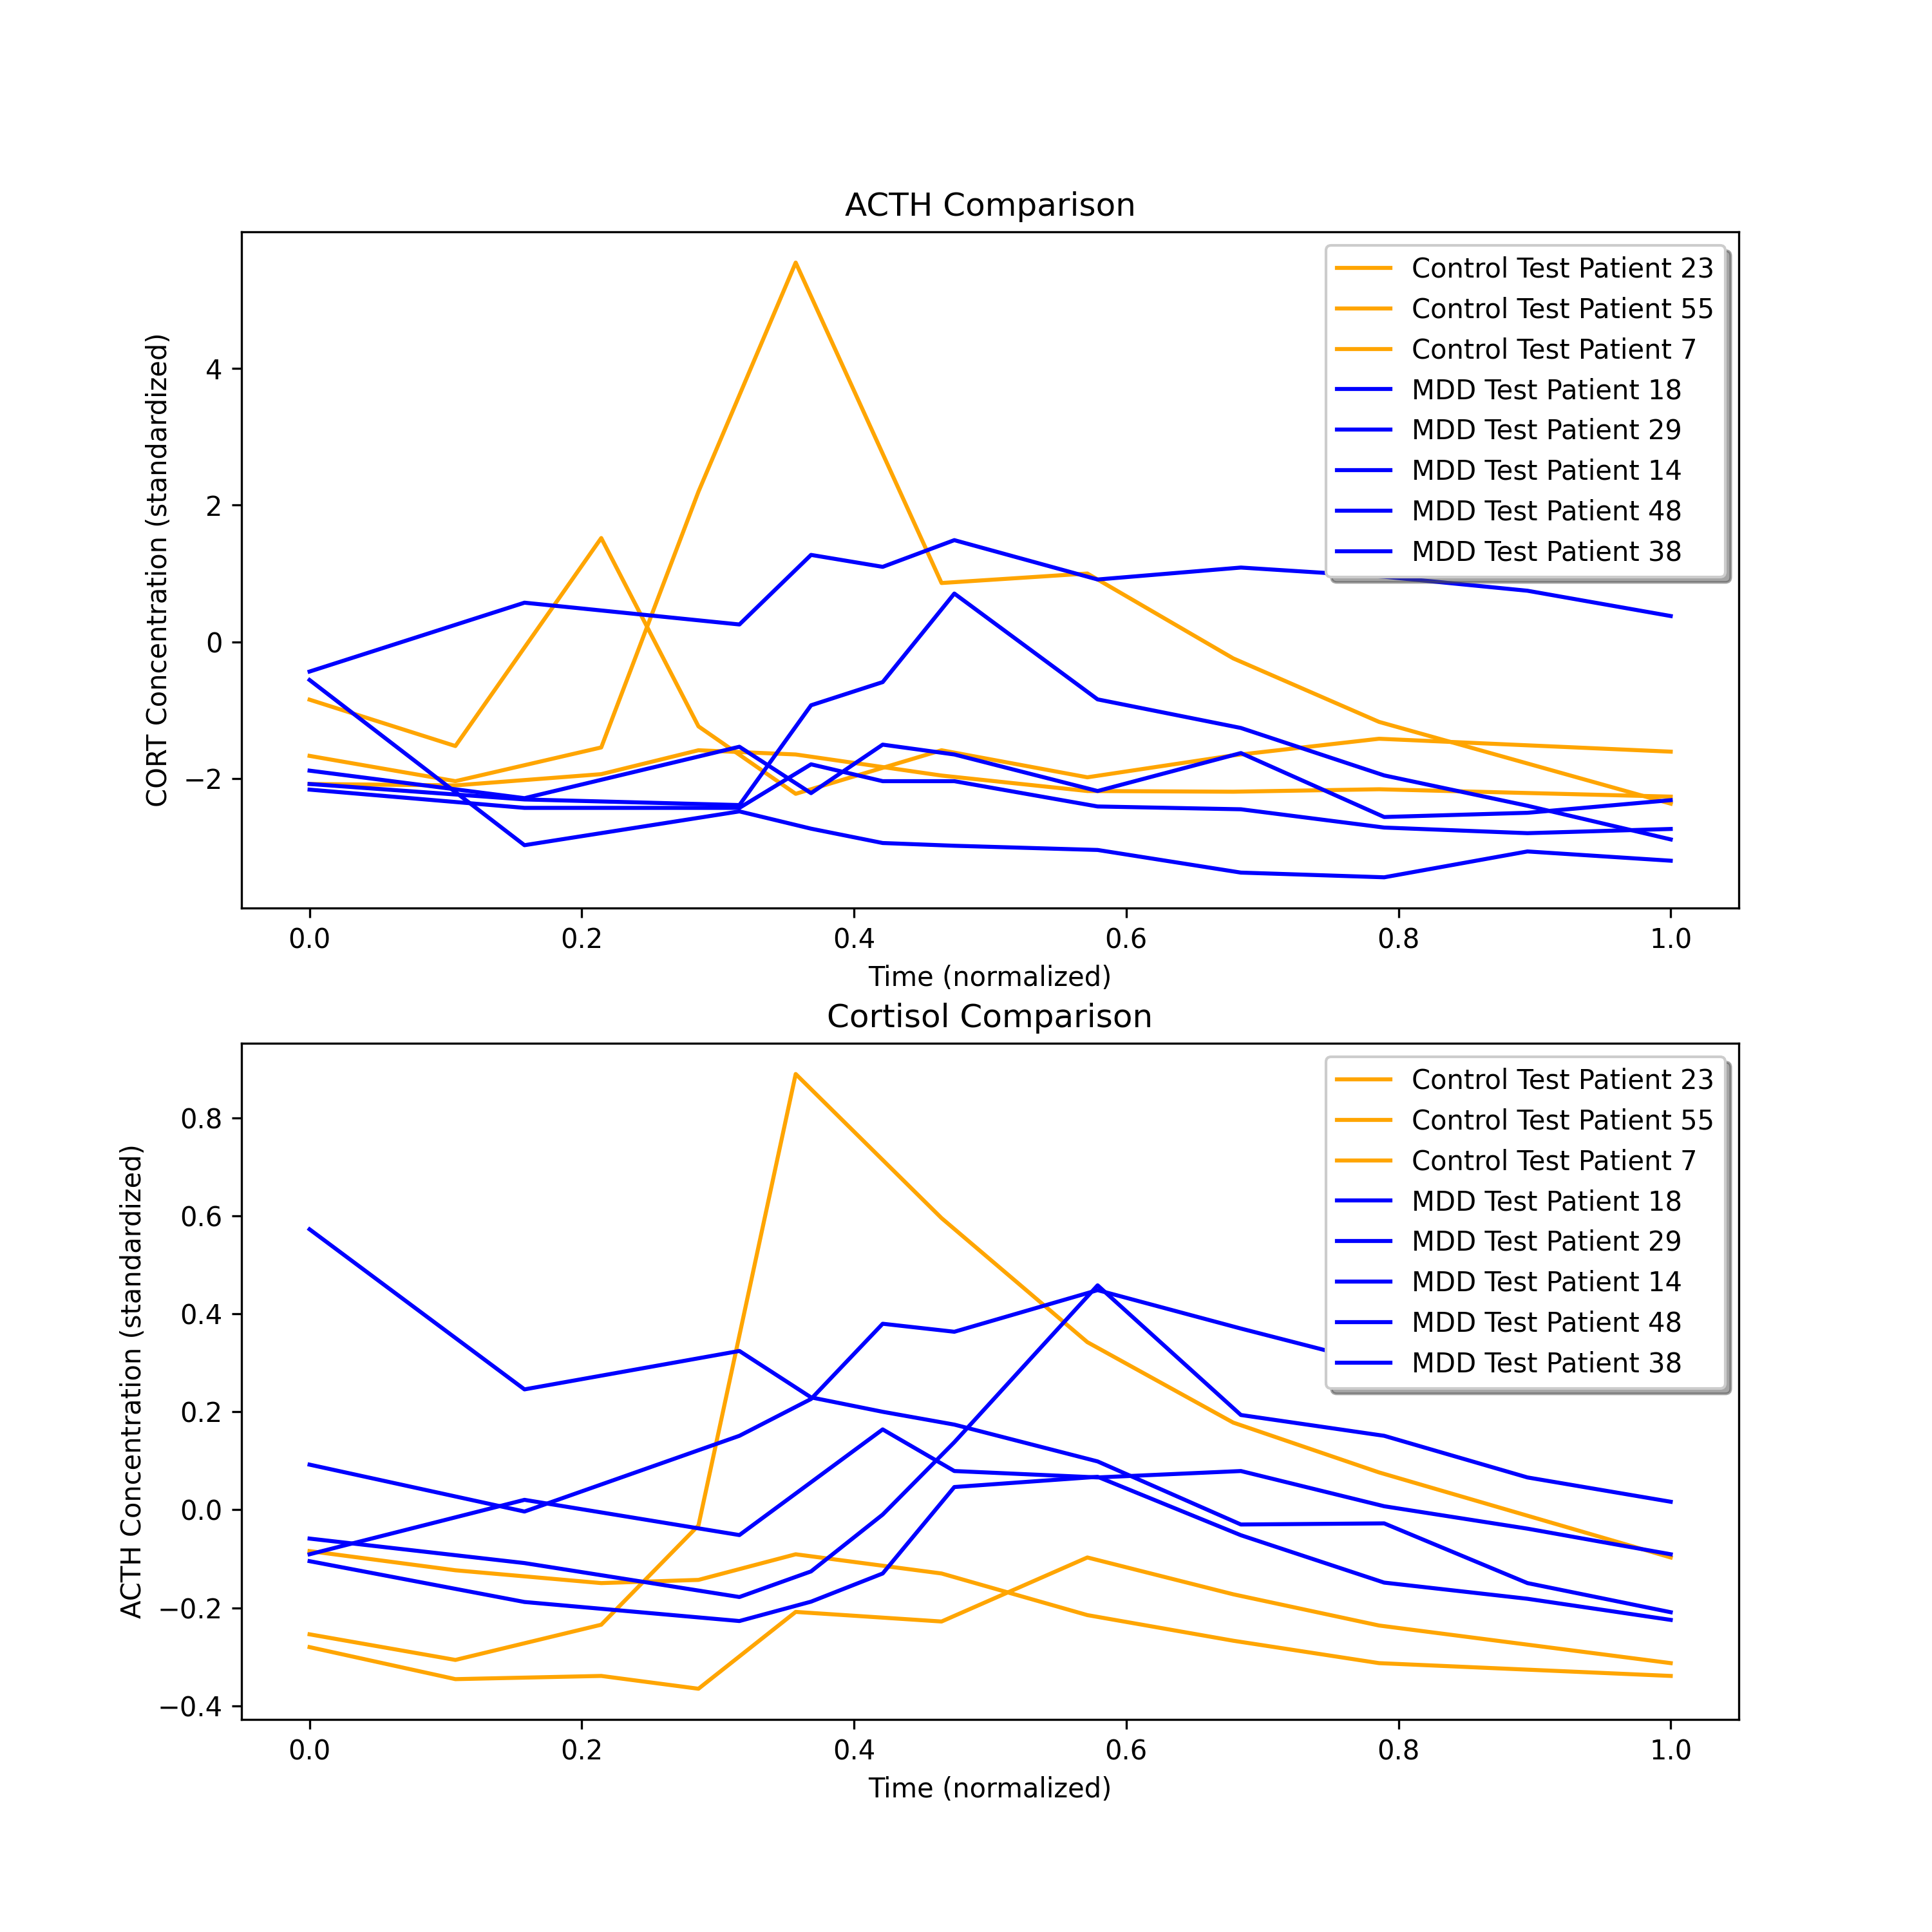 ACTH Comparison
Control Test Patient 23
Control Test Patient 55
Control Test Patient 7
MDD Test Patient 18
MDD Test Patient 29
MDD Test Patient 14
MDD Test Patient 48
MDD Test Patient 38
CORT Concentration (standardized)
4
2
0
−2
0.0 0.2 0.4 0.6 0.8 1.0
Time (normalized)
Cortisol Comparison
Control Test Patient 23
Control Test Patient 55
Control Test Patient 7
MDD Test Patient 18
MDD Test Patient 29
MDD Test Patient 14
MDD Test Patient 48
MDD Test Patient 38
ACTH Concentration (standardized)
0.8
0.6
0.4
0.2
0.0
−0.2
−0.4
0.0 0.2 0.4 0.6 0.8 1.0
Time (normalized)